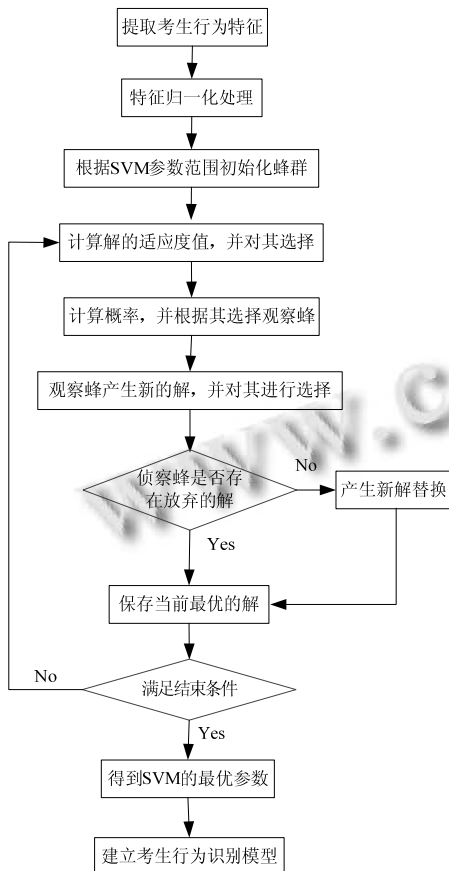 提取考生行为特征
特征归一化处理
根据SVM参数范围初始化蜂群
计算解的适应度值，并对其选择
计算概率，并根据其选择观察蜂
观察蜂产生新的解，并对其进行选择
侦察蜂是否存
在放弃的解
No
产生新解替换
Yes
保存当前最优的解
满足结束条件
No
Yes
得到SVM的最优参数
建立考生行为识别模型
www.c